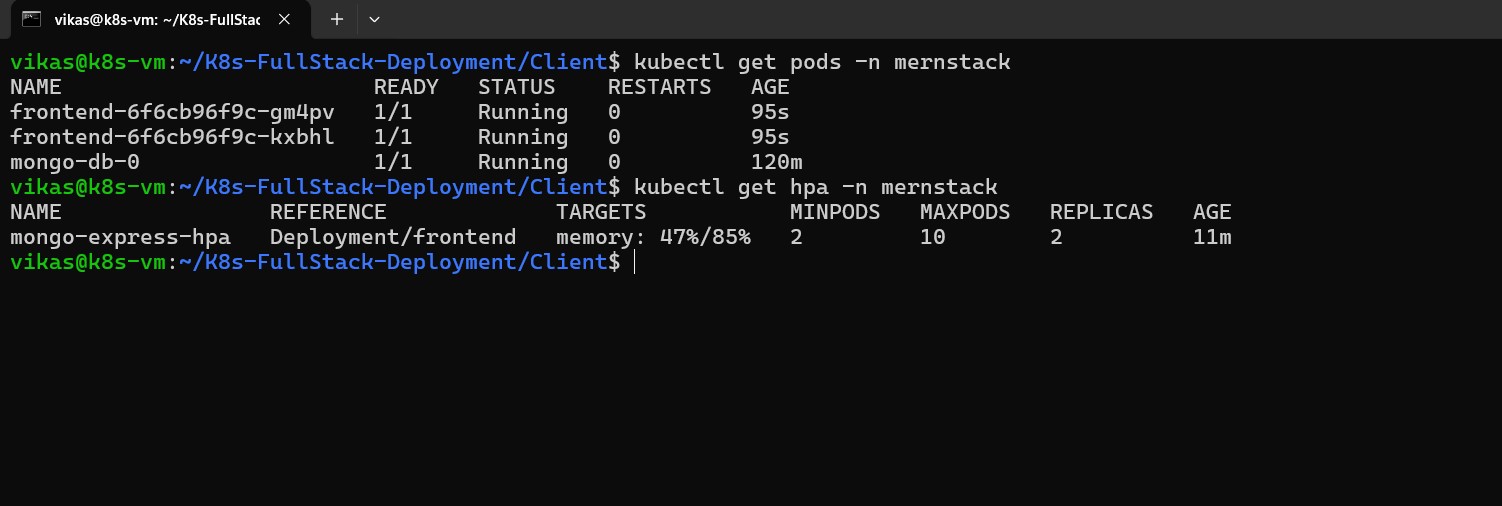 vikas@k8s-vm: ~/K8s-FullStac
vikas@k8s-vm:~/K8s-FullStack-Deployment/Client$ kubectl get pods -n mernstack
NAME READY STATUS RESTARTS AGE
frontend-6f6cb96f9c-gm4pv 1/1 Running 0 95s
frontend-6f6cb96f9c-kxbhl 1/1 Running 0 95s
mongo-db-0 1/1 Running 0 120m
vikas@k8s-vm:~/K8s-FullStack-Deployment/Client$ kubectl get hpa -n mernstack
NAME REFERENCE TARGETS MINPODS MAXPODS REPLICAS AGE
mongo-express-hpa Deployment/frontend memory: 47%/85% 2 10 2 11m
vikas@k8s-vm:~/K8s-FullStack-Deployment/Client$